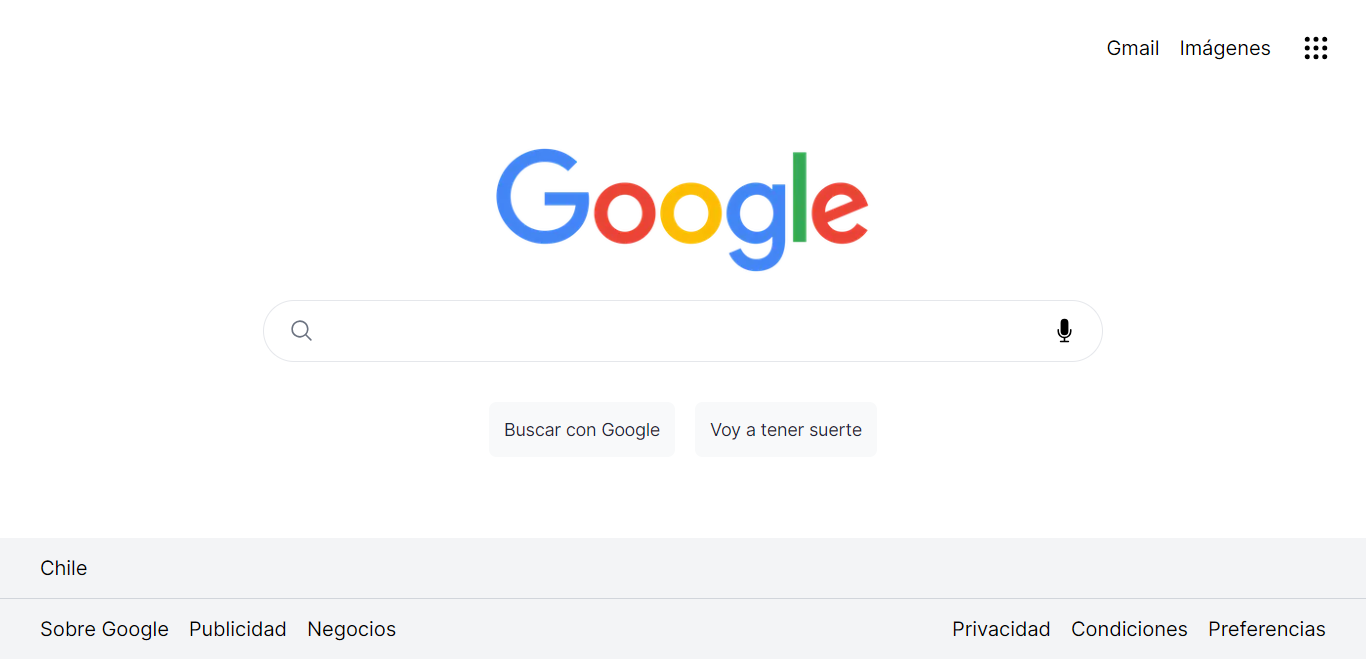 Gmail Imágenes
Google
Buscar con Google Voy a tener suerte
Chile
Sobre Google Publicidad Negocios Privacidad Condiciones Preferencias